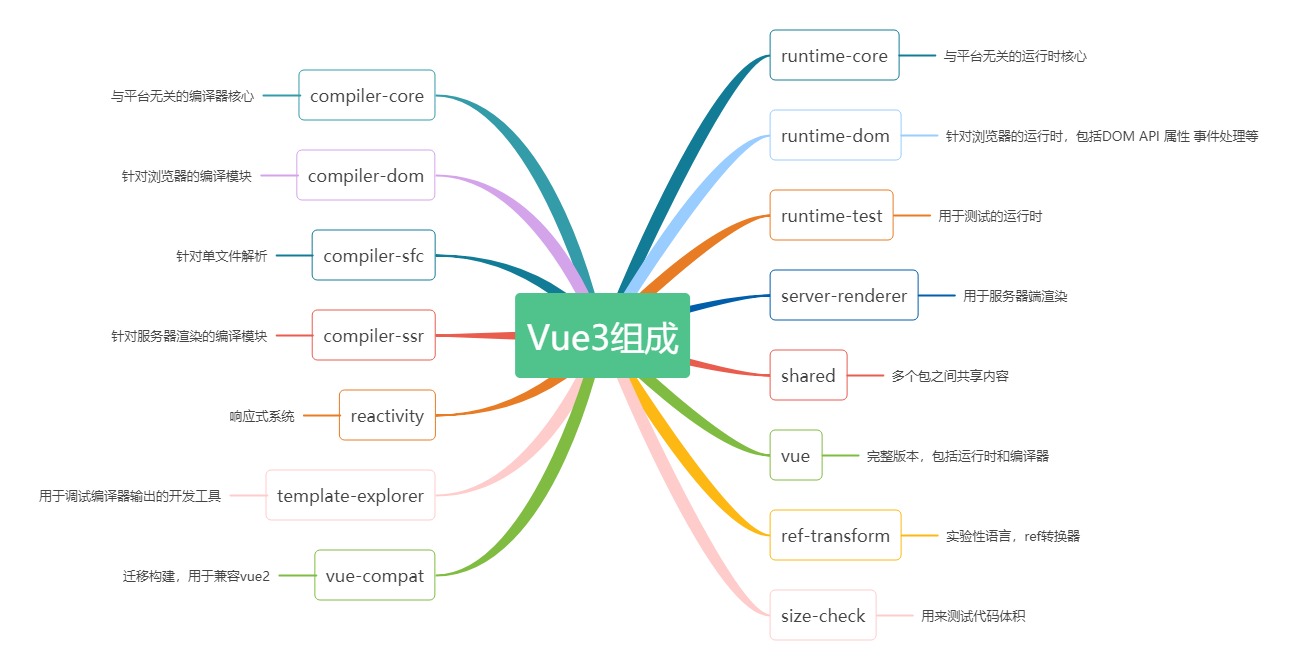 Vue3组成
runtime-core
与平台无关的运行时核心
runtime-dom
针对浏览器的运行时，包括DOM API 属性 事件处理等
runtime-test
用于测试的运行时
server-renderer
用于服务器端渲染
shared
多个包之间共享内容
vue
完整版本，包括运行时和编译器
ref-transform
实验性语言，ref转换器
size-check
用来测试代码体积
compiler-core
与平台无关的编译器核心
compiler-dom
针对浏览器的编译模块
compiler-sfc
针对单文件解析
compiler-ssr
针对服务器渲染的编译模块
reactivity
响应式系统
template-explorer
用于调试编译器输出的开发工具
vue-compat
迁移构建，用于兼容vue2